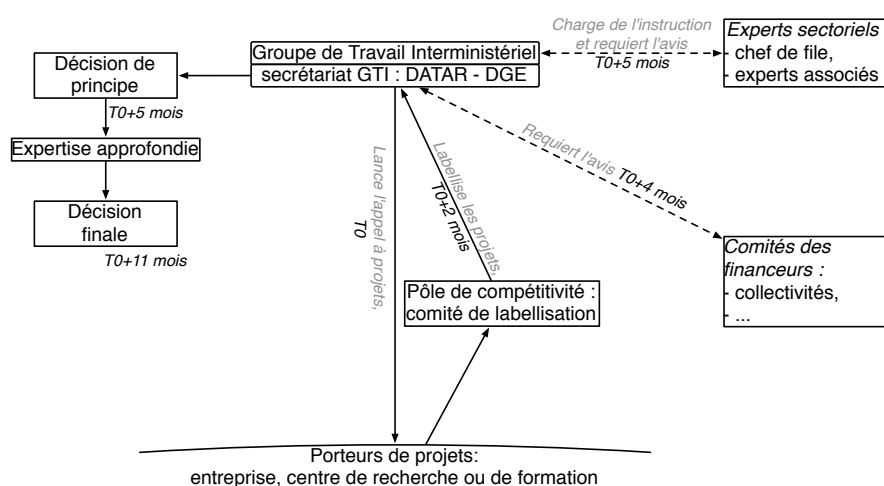 Charge de l'instruction
et requiert l'avis
T0+5 mois
Experts sectoriels
- chef de file,
- experts associés
Groupe de Travail Interministériel
secrétariat GTI : DATAR - DGE
Décision de
principe
T0+5 mois
Expertise approfondie
Décision
finale
T0+11 mois
Lance l'appel à projets,
T0
Labellise les projets,
T0+2 mois
Requiert l'avis T0+4 mois
Comités des
financeurs :
- collectivités,
- ...
Pôle de compétitivité :
comité de labellisation
Porteurs de projets:
entreprise, centre de recherche ou de formation